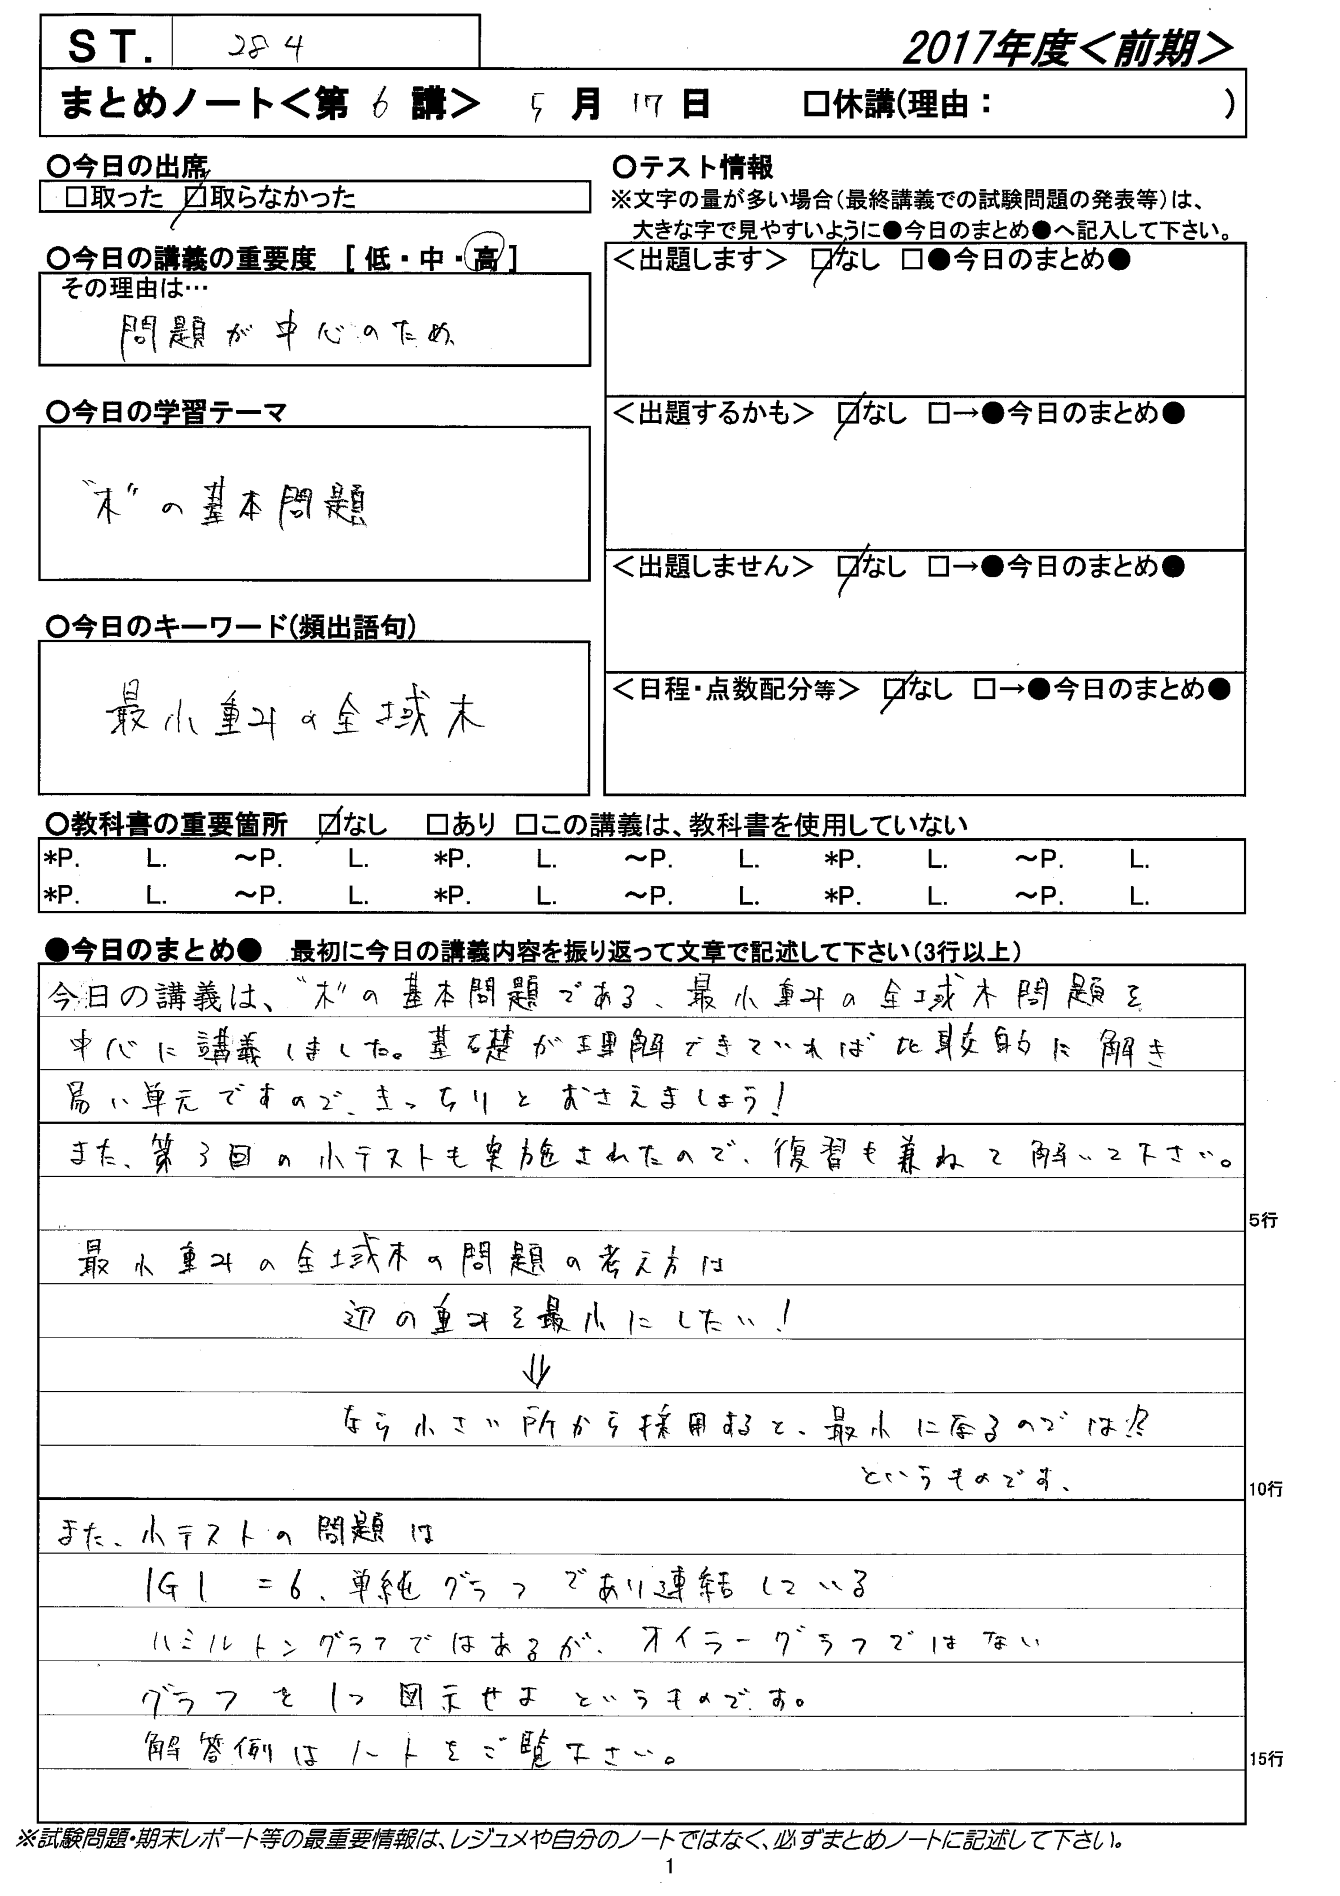 ST. 284
2017年度＜前期＞
まとめノート＜第 6 講＞ 5 月 17 日 □休講(理由： )
○今日の出席
□取った ☑取らなかった
○今日の講義の重要度 [ 低・中・高 ]
その理由は…
問題が中心のため
○今日の学習テーマ
"木"の基本問題
○今日のキーワード(頻出語句)
最小重みの全域木
○テスト情報
※文字の量が多い場合(最終講義での試験問題の発表等)は、
大きな字で見やすいように●今日のまとめ●へ記入して下さい。
＜出題します＞ ☑なし □●今日のまとめ●
＜出題するかも＞ ☑なし □→●今日のまとめ●
＜出題しません＞ ☑なし □→●今日のまとめ●
＜日程・点数配分等＞ ☑なし □→●今日のまとめ●
○教科書の重要箇所 ☑なし □あり □この講義は、教科書を使用していない
*P. L. ～P. L. *P. L. ～P. L. *P. L. ～P. L.
*P. L. ～P. L. *P. L. ～P. L. *P. L. ～P. L.
●今日のまとめ● 最初に今日の講義内容を振り返って文章で記述して下さい(3行以上)
今日の講義は、"木"の基本問題である、最小重みの全域木問題を
中心に講義しました。基礎が理解できていれば比較的に解き
易い単元ですので、きっちりとおさえましょう!
また、第3回の小テストも実施されたので、復習も兼ねて解いて下さい。
5行
最小重みの全域木の問題の考え方は
辺の重みを最小にしたい!
⇓
なら小さい所から採用すると、最小に成るのでは!?
というものです。
10行
また、小テストの問題は
|G| = 6、単純グラフであり連結している
ハミルトングラフではあるが、オイラーグラフではない
グラフを1つ図示せよというものです。
解答例はノートをご覧下さい。
15行
※試験問題・期末レポート等の最重要情報は、レジュメや自分のノートではなく、必ずまとめノートに記述して下さい。
1